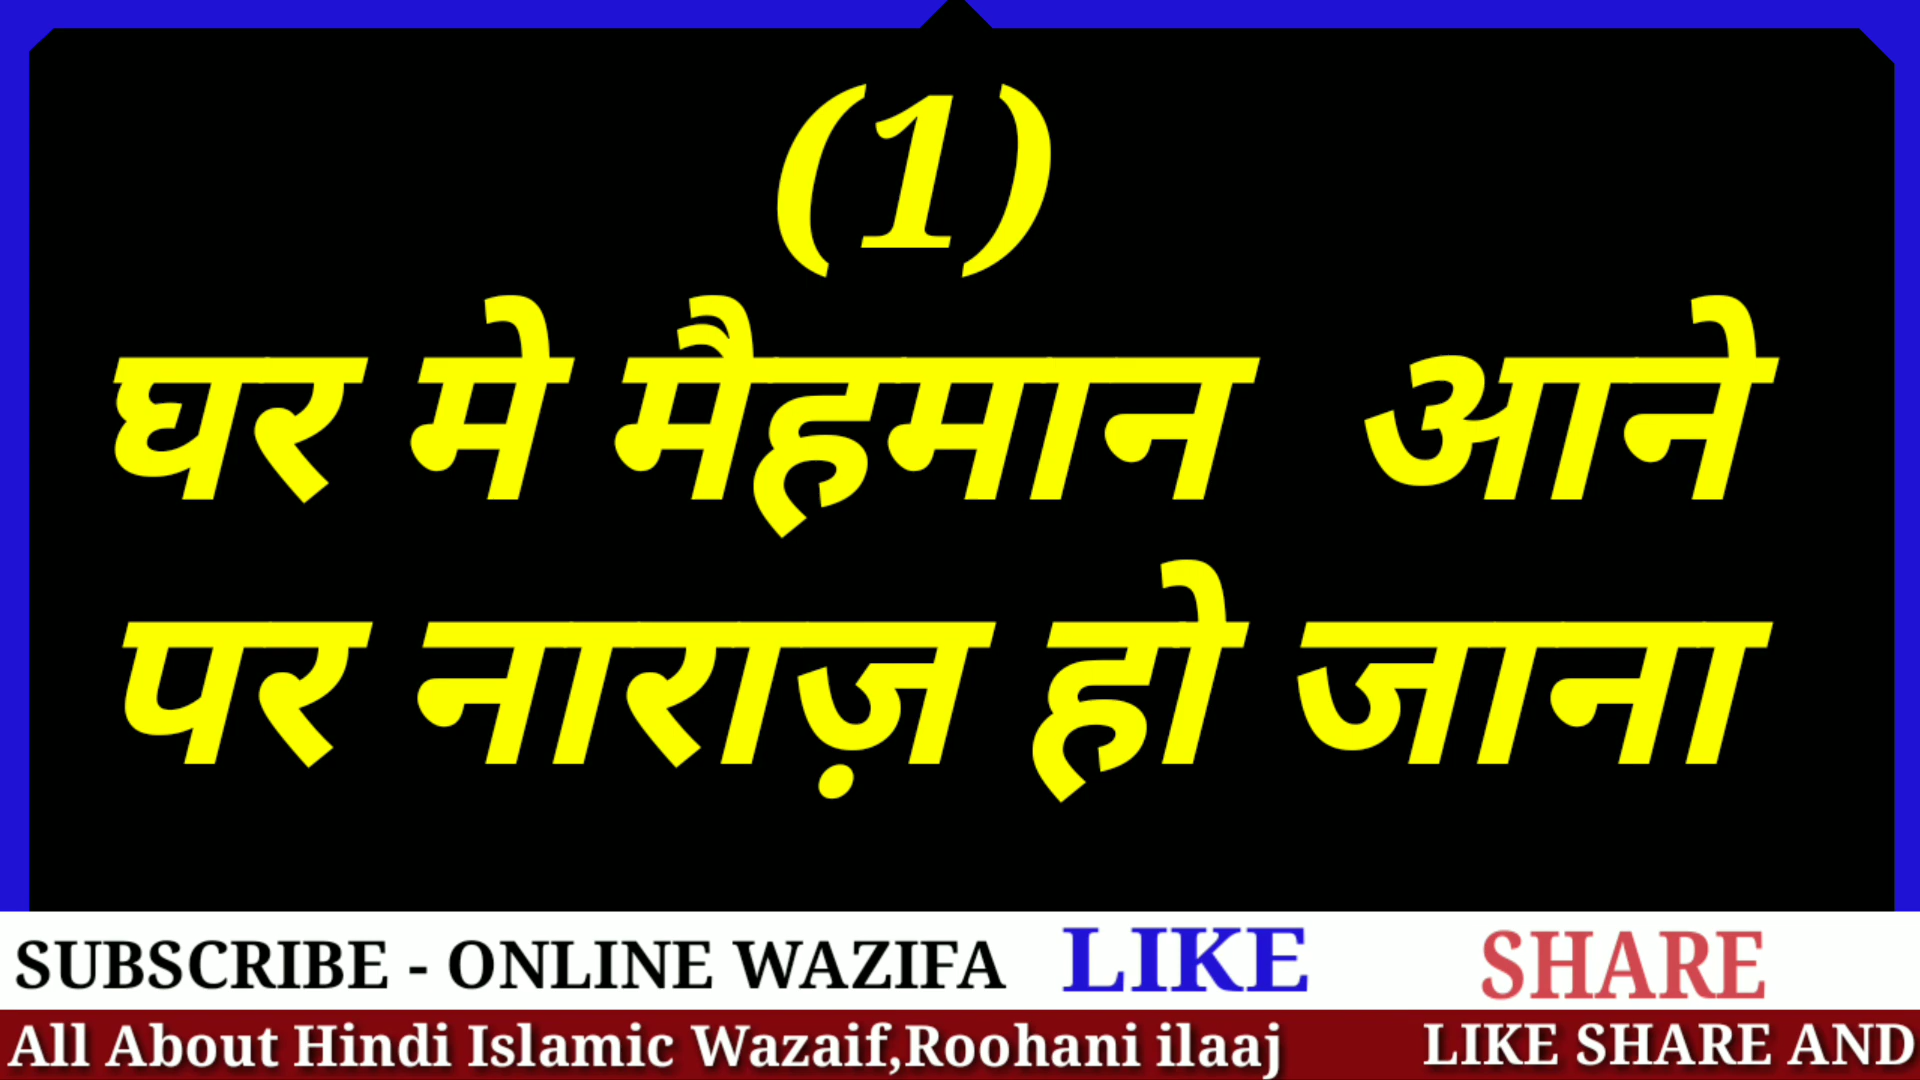 (1)
घर मे मैहमान आने
पर नाराज़ हो जाना
SUBSCRIBE - ONLINE WAZIFA LIKE SHARE
All About Hindi Islamic Wazaif,Roohani ilaaj LIKE SHARE AND